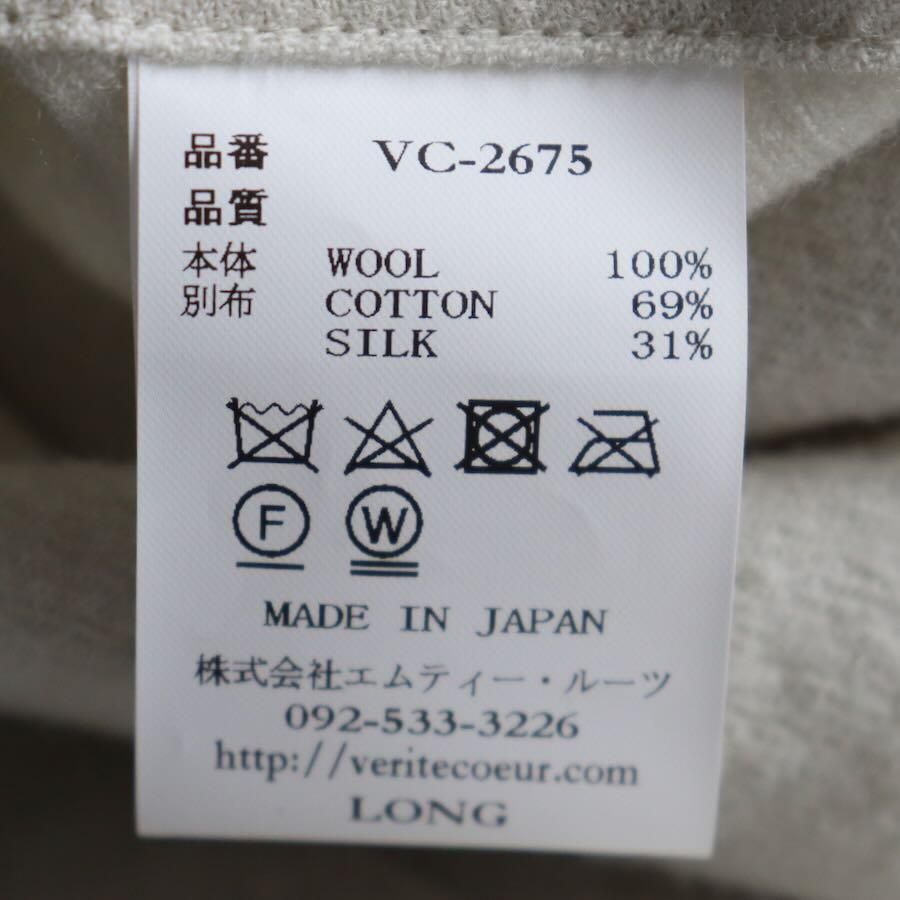 品番 VC-2675
品質
本体 WOOL 100%
別布 COTTON 69%
SILK 31%
F W
MADE IN JAPAN
株式会社エムティー・ルーツ
092-533-3226
http://veritecoeur.com
LONG